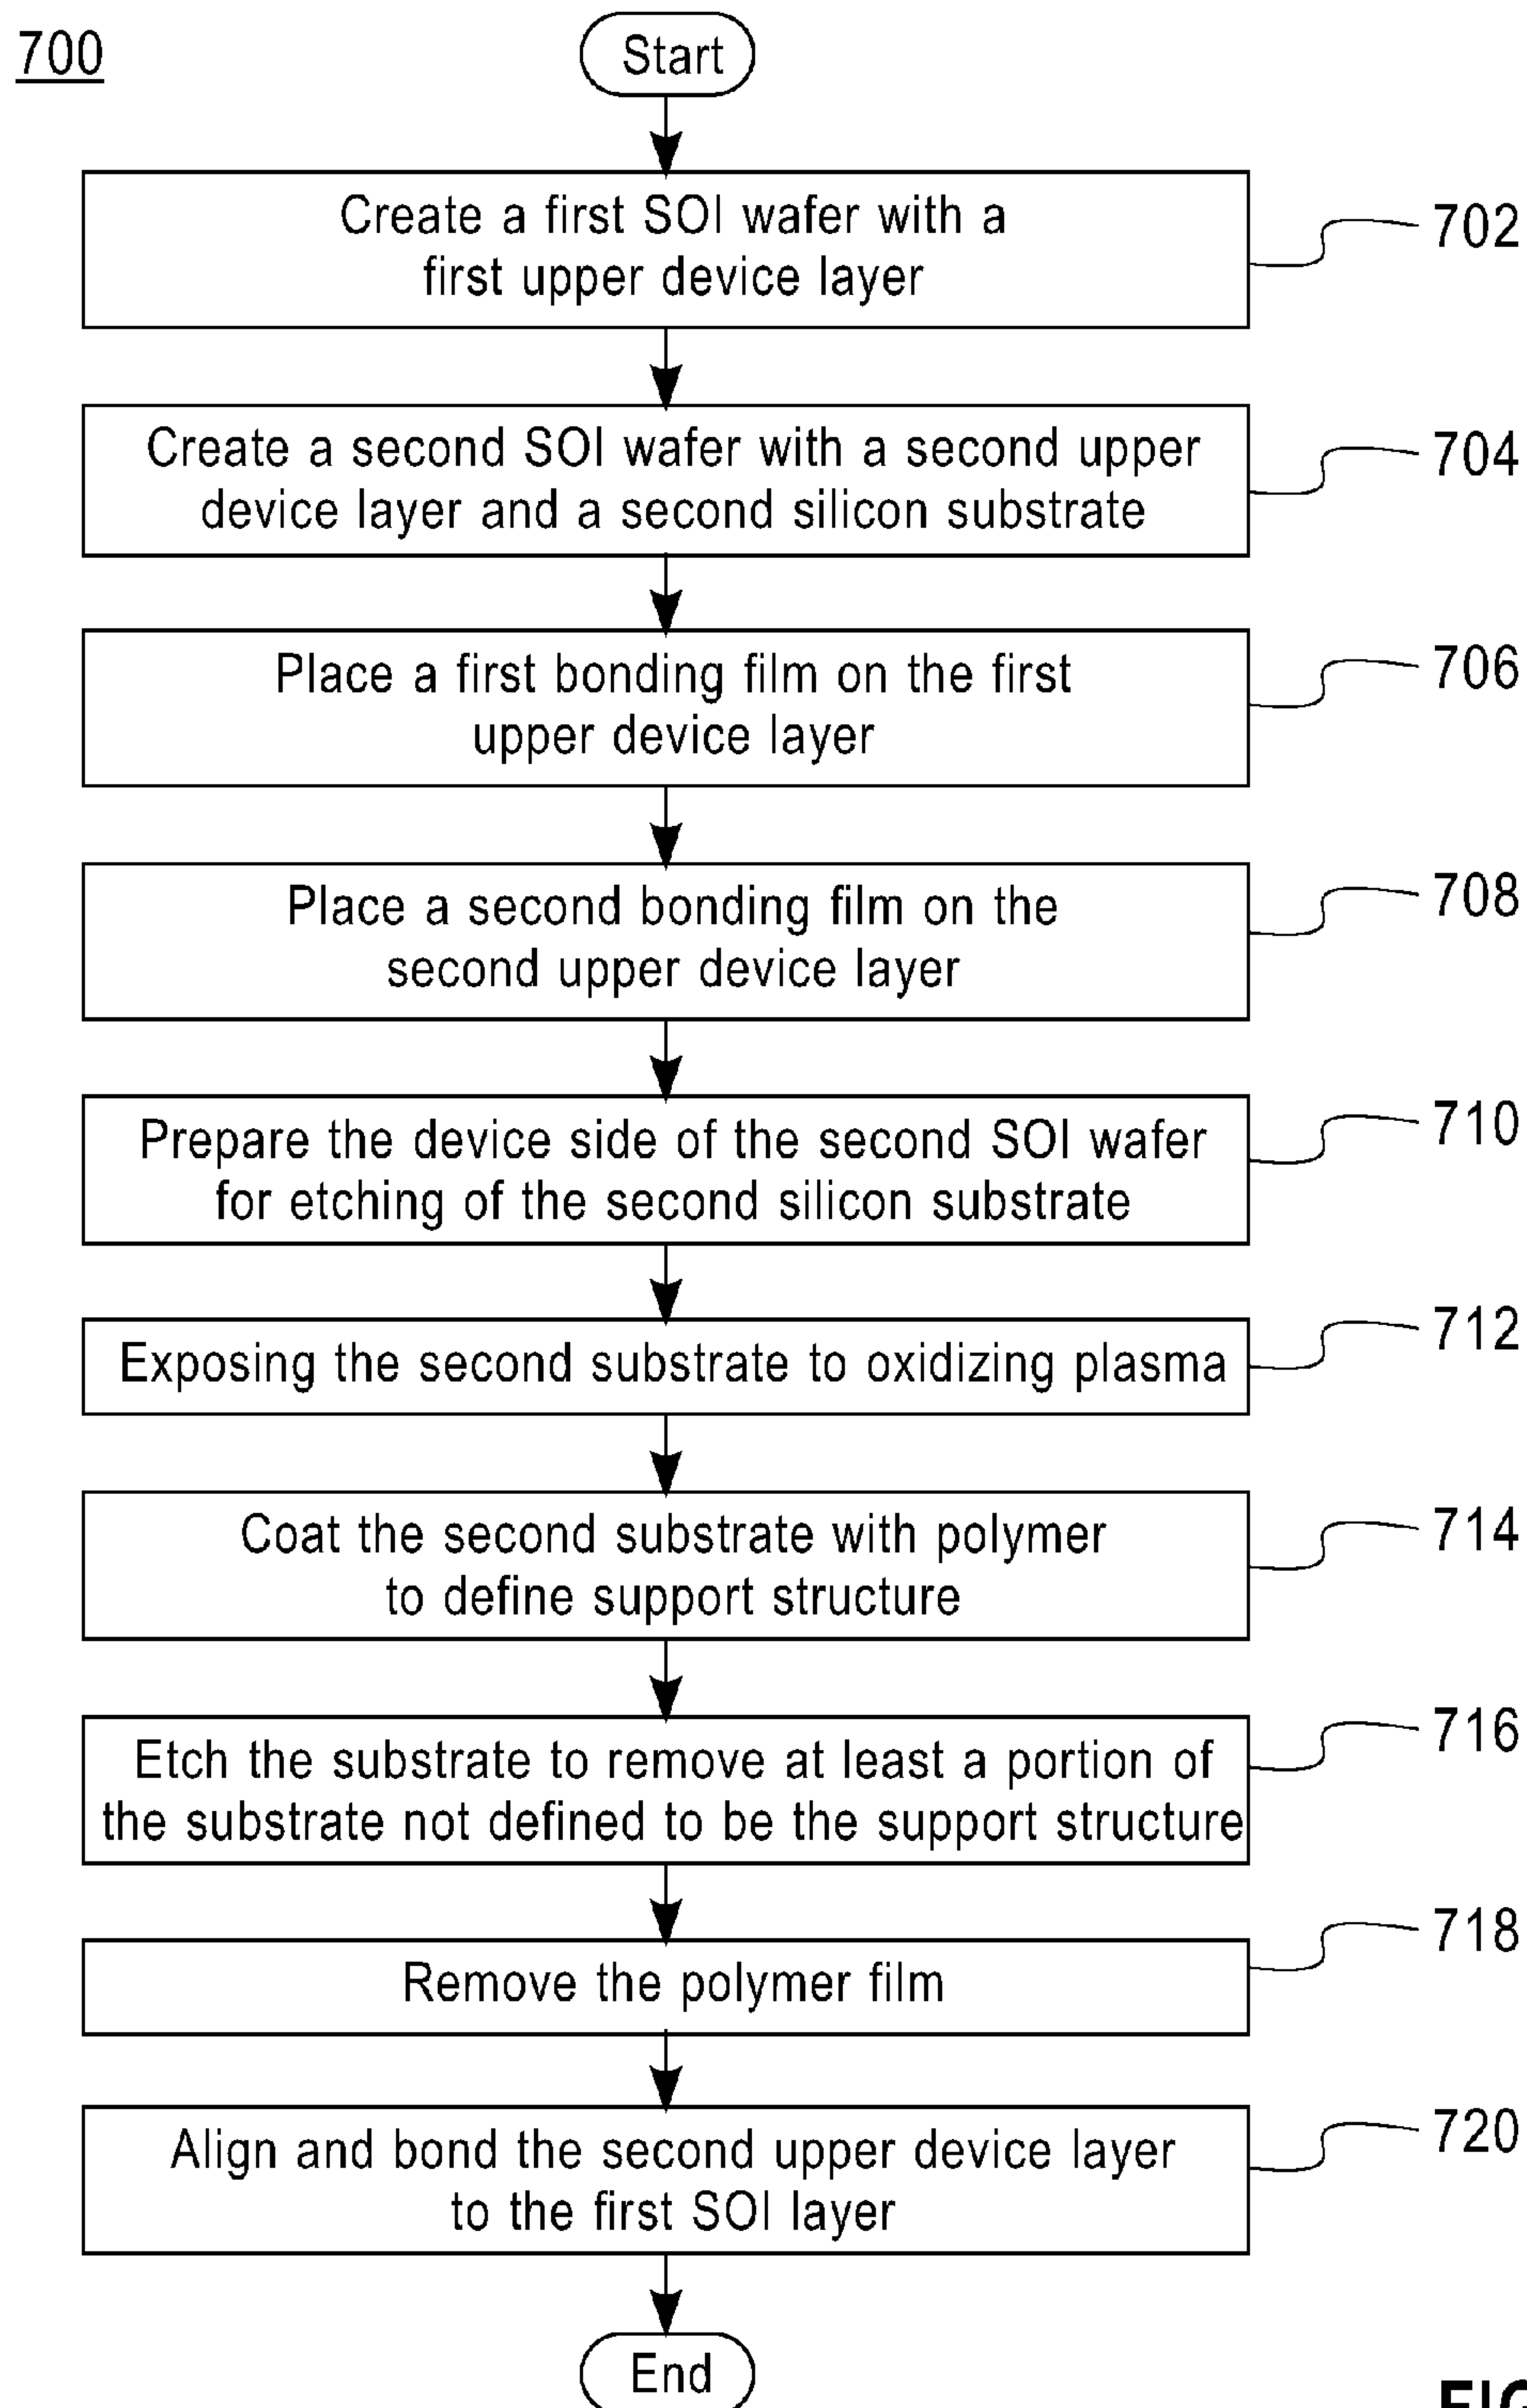 700
Start
Create a first SOI wafer with a
first upper device layer
702
Create a second SOI wafer with a second upper
device layer and a second silicon substrate
704
Place a first bonding film on the first
upper device layer
706
Place a second bonding film on the
second upper device layer
708
Prepare the device side of the second SOI wafer
for etching of the second silicon substrate
710
Exposing the second substrate to oxidizing plasma
712
Coat the second substrate with polymer
to define support structure
714
Etch the substrate to remove at least a portion of
the substrate not defined to be the support structure
716
Remove the polymer film
718
Align and bond the second upper device layer
to the first SOI layer
720
End